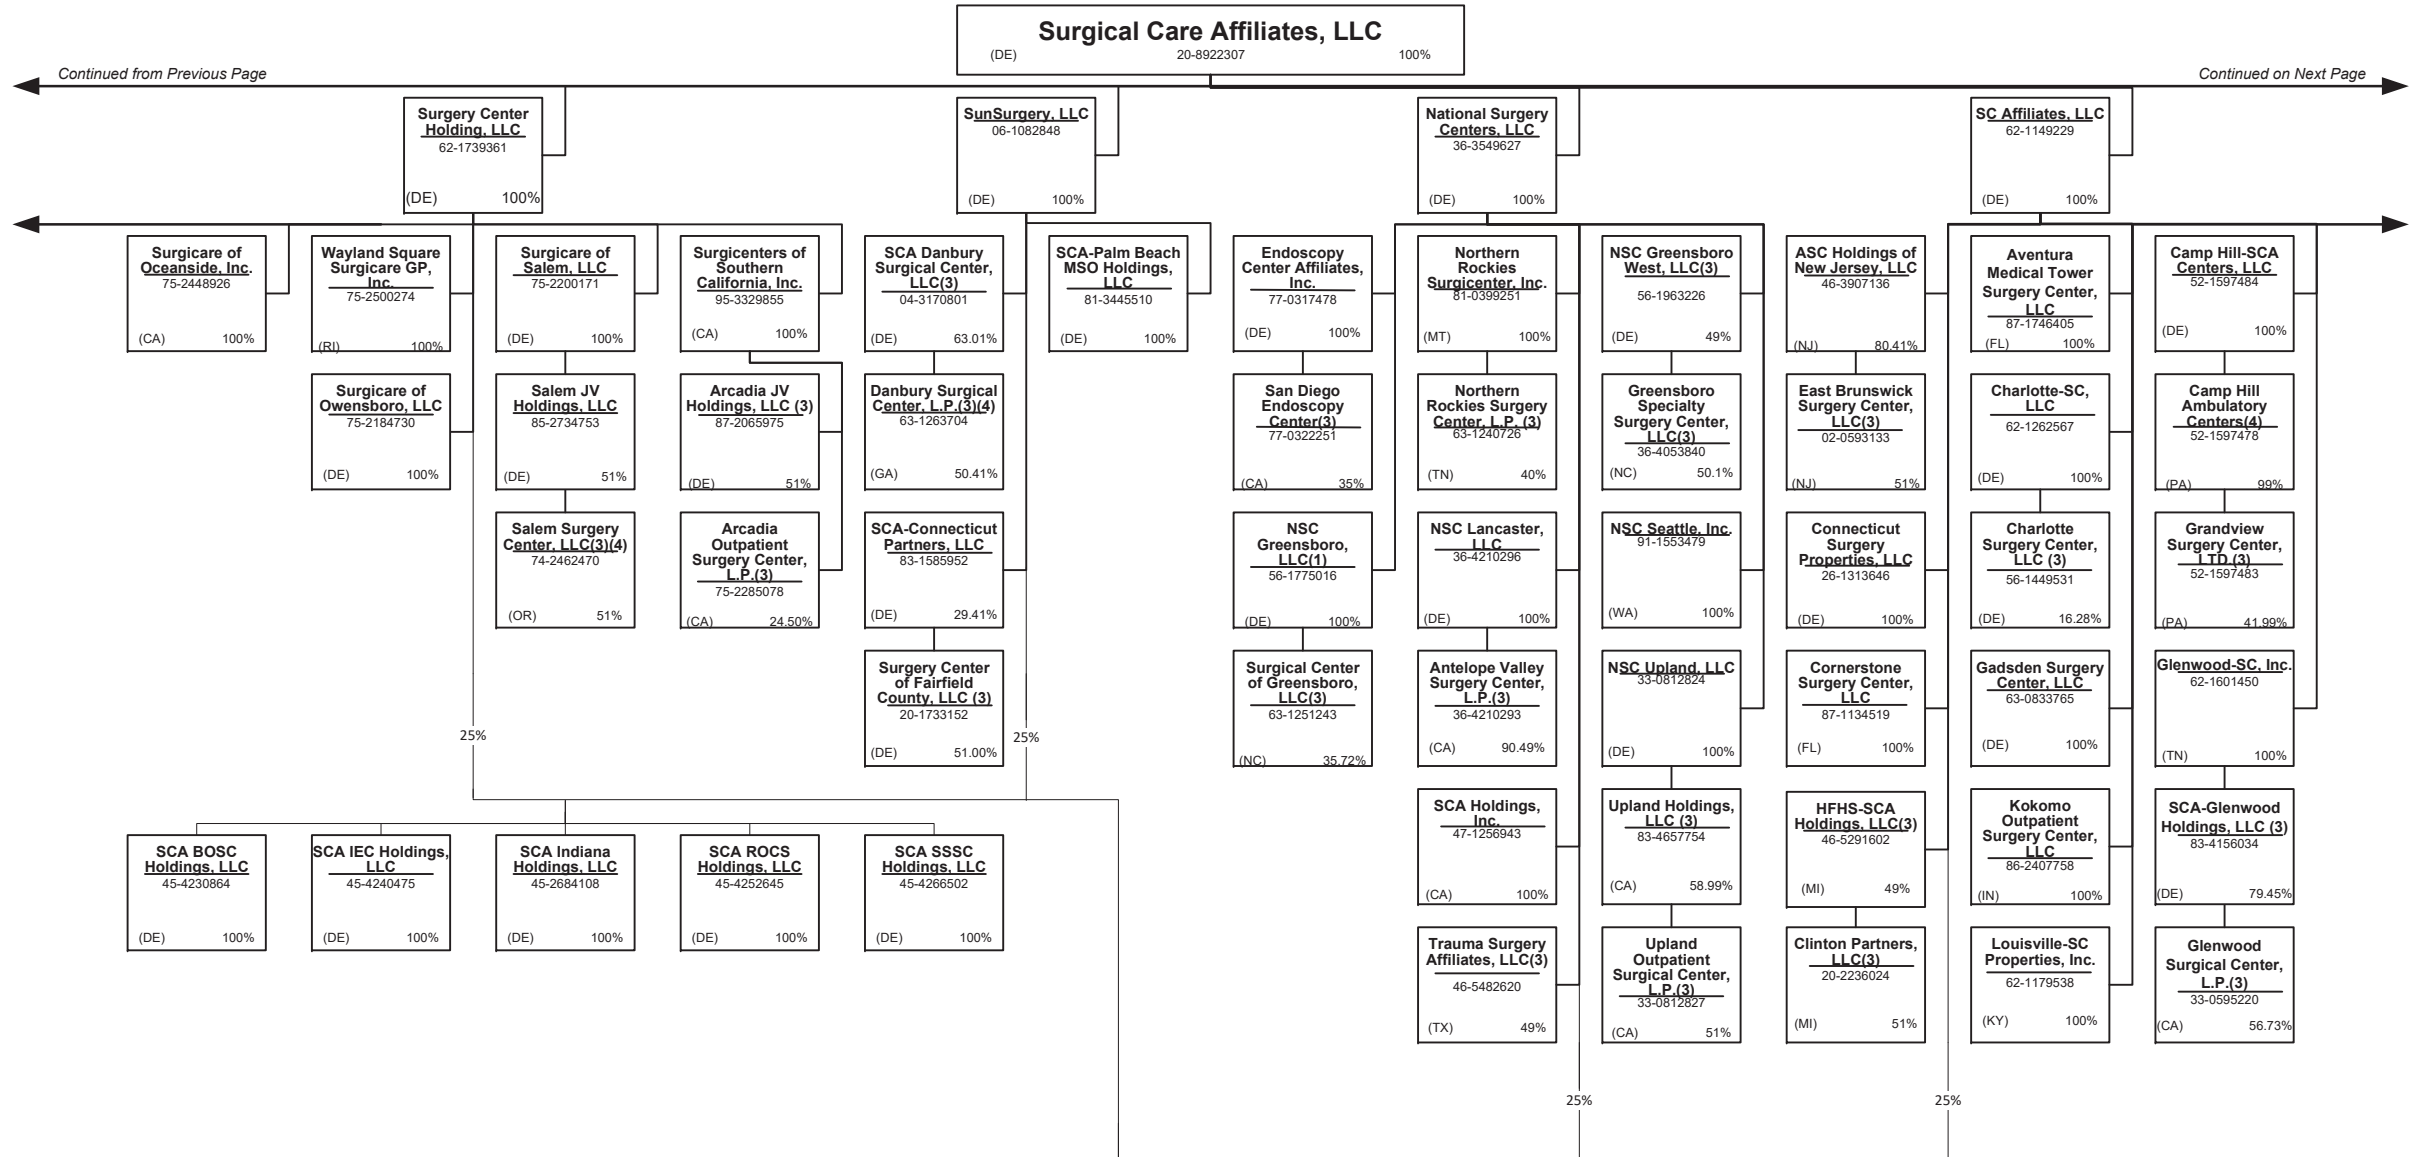 Surgical Care Affiliates, LLC
(DE) 20-8922307 100%
Continued from Previous Page
Continued on Next Page
Surgery Center
Holding, LLC
62-1739361
(DE) 100%
SunSurgery, LLC
06-1082848
(DE) 100%
National Surgery
Centers, LLC
36-3549627
(DE) 100%
SC Affiliates, LLC
62-1149229
(DE) 100%
Surgicare of
Oceanside, Inc.
75-2448926
(CA) 100%
Wayland Square
Surgicare GP,
Inc.
75-2500274
(RI) 100%
Surgicare of
Salem, LLC
75-2200171
(DE) 100%
Surgicenters of
Southern
California, Inc.
95-3329855
(CA) 100%
SCA Danbury
Surgical Center,
LLC(3)
04-3170801
(DE) 63.01%
SCA-Palm Beach
MSO Holdings,
LLC
81-3445510
(DE) 100%
Endoscopy
Center Affiliates,
Inc.
77-0317478
(DE) 100%
Northern
Rockies
Surgicenter, Inc.
81-0399251
(MT) 100%
NSC Greensboro
West, LLC(3)
56-1963226
(DE) 49%
ASC Holdings of
New Jersey, LLC
46-3907136
(NJ) 80.41%
Aventura
Medical Tower
Surgery Center,
LLC
87-1746405
(FL) 100%
Camp Hill-SCA
Centers, LLC
52-1597484
(DE) 100%
Surgicare of
Owensboro, LLC
75-2184730
(DE) 100%
Salem JV
Holdings, LLC
85-2734753
(DE) 51%
Arcadia JV
Holdings, LLC (3)
87-2065975
(DE) 51%
Danbury Surgical
Center, L.P.(3)(4)
63-1263704
(GA) 50.41%
San Diego
Endoscopy
Center(3)
77-0322251
(CA) 35%
Northern
Rockies Surgery
Center, L.P. (3)
63-1240726
(TN) 40%
Greensboro
Specialty
Surgery Center,
LLC(3)
36-4053840
(NC) 50.1%
East Brunswick
Surgery Center,
LLC(3)
02-0593133
(NJ) 51%
Charlotte-SC,
LLC
62-1262567
(DE) 100%
Camp Hill
Ambulatory
Centers(4)
52-1597478
(PA) 99%
Salem Surgery
Center, LLC(3)(4)
74-2462470
(OR) 51%
Arcadia
Outpatient
Surgery Center,
L.P.(3)
75-2285078
(CA) 24.50%
SCA-Connecticut
Partners, LLC
83-1585952
(DE) 29.41%
NSC
Greensboro,
LLC(1)
56-1775016
(DE) 100%
NSC Lancaster,
LLC
36-4210296
(DE) 100%
NSC Seattle, Inc.
91-1553479
(WA) 100%
Connecticut
Surgery
Properties, LLC
26-1313646
(DE) 100%
Charlotte
Surgery Center,
LLC (3)
56-1449531
(DE) 16.28%
Grandview
Surgery Center,
LTD.(3)
52-1597483
(PA) 41.99%
Surgery Center
of Fairfield
County, LLC (3)
20-1733152
(DE) 51.00%
Surgical Center
of Greensboro,
LLC(3)
63-1251243
(NC) 35.72%
Antelope Valley
Surgery Center,
L.P.(3)
36-4210293
(CA) 90.49%
NSC Upland, LLC
33-0812824
(DE) 100%
Cornerstone
Surgery Center,
LLC
87-1134519
(FL) 100%
Gadsden Surgery
Center, LLC
63-0833765
(DE) 100%
Glenwood-SC, Inc.
62-1601450
(TN) 100%
25%
25%
SCA BOSC
Holdings, LLC
45-4230864
(DE) 100%
SCA IEC Holdings,
LLC
45-4240475
(DE) 100%
SCA Indiana
Holdings, LLC
45-2684108
(DE) 100%
SCA ROCS
Holdings, LLC
45-4252645
(DE) 100%
SCA SSSC
Holdings, LLC
45-4266502
(DE) 100%
SCA Holdings,
Inc.
47-1256943
(CA) 100%
Upland Holdings,
LLC (3)
83-4657754
(CA) 58.99%
HFHS-SCA
Holdings, LLC(3)
46-5291602
(MI) 49%
Kokomo
Outpatient
Surgery Center,
LLC
86-2407758
(IN) 100%
SCA-Glenwood
Holdings, LLC (3)
83-4156034
(DE) 79.45%
Trauma Surgery
Affiliates, LLC(3)
46-5482620
(TX) 49%
Upland
Outpatient
Surgical Center,
L.P.(3)
33-0812827
(CA) 51%
Clinton Partners,
LLC(3)
20-2236024
(MI) 51%
Louisville-SC
Properties, Inc.
62-1179538
(KY) 100%
Glenwood
Surgical Center,
L.P.(3)
33-0595220
(CA) 56.73%
25%
25%